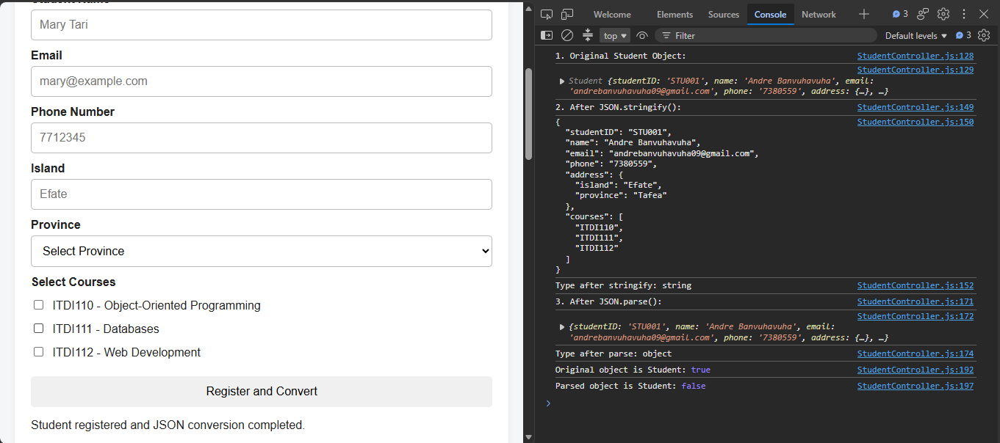 Student Name
Mary Tari
Email
mary@example.com
Phone Number
7712345
Island
Efate
Province
Select Province
Select Courses
ITDI110 - Object-Oriented Programming
ITDI111 - Databases
ITDI112 - Web Development
Register and Convert
Student registered and JSON conversion completed.
Welcome Elements Sources Console Network 3
top Filter Default levels 3
1. Original Student Object: StudentController.js:128
StudentController.js:129
Student {studentID: 'STU001', name: 'Andre Banvuhavuha', email:
'andrebanvuhavuha09@gmail.com', phone: '7380559', address: {…}, …}
2. After JSON.stringify(): StudentController.js:149
{ StudentController.js:150
"studentID": "STU001",
"name": "Andre Banvuhavuha",
"email": "andrebanvuhavuha09@gmail.com",
"phone": "7380559",
"address": {
"island": "Efate",
"province": "Tafea"
},
"courses": [
"ITDI110",
"ITDI111",
"ITDI112"
]
}
Type after stringify: string StudentController.js:152
3. After JSON.parse(): StudentController.js:171
StudentController.js:172
{studentID: 'STU001', name: 'Andre Banvuhavuha', email:
'andrebanvuhavuha09@gmail.com', phone: '7380559', address: {…}, …}
Type after parse: object StudentController.js:174
Original object is Student: true StudentController.js:192
Parsed object is Student: false StudentController.js:197